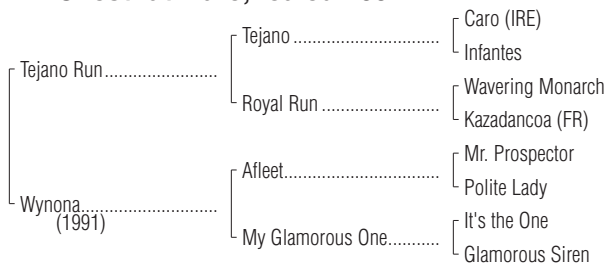 Tejano Run
Wynona
(1991)
Tejano
Royal Run
Afleet
My Glamorous One
Caro (IRE)
Infantes
Wavering Monarch
Kazadancoa (FR)
Mr. Prospector
Polite Lady
It's the One
Glamorous Siren